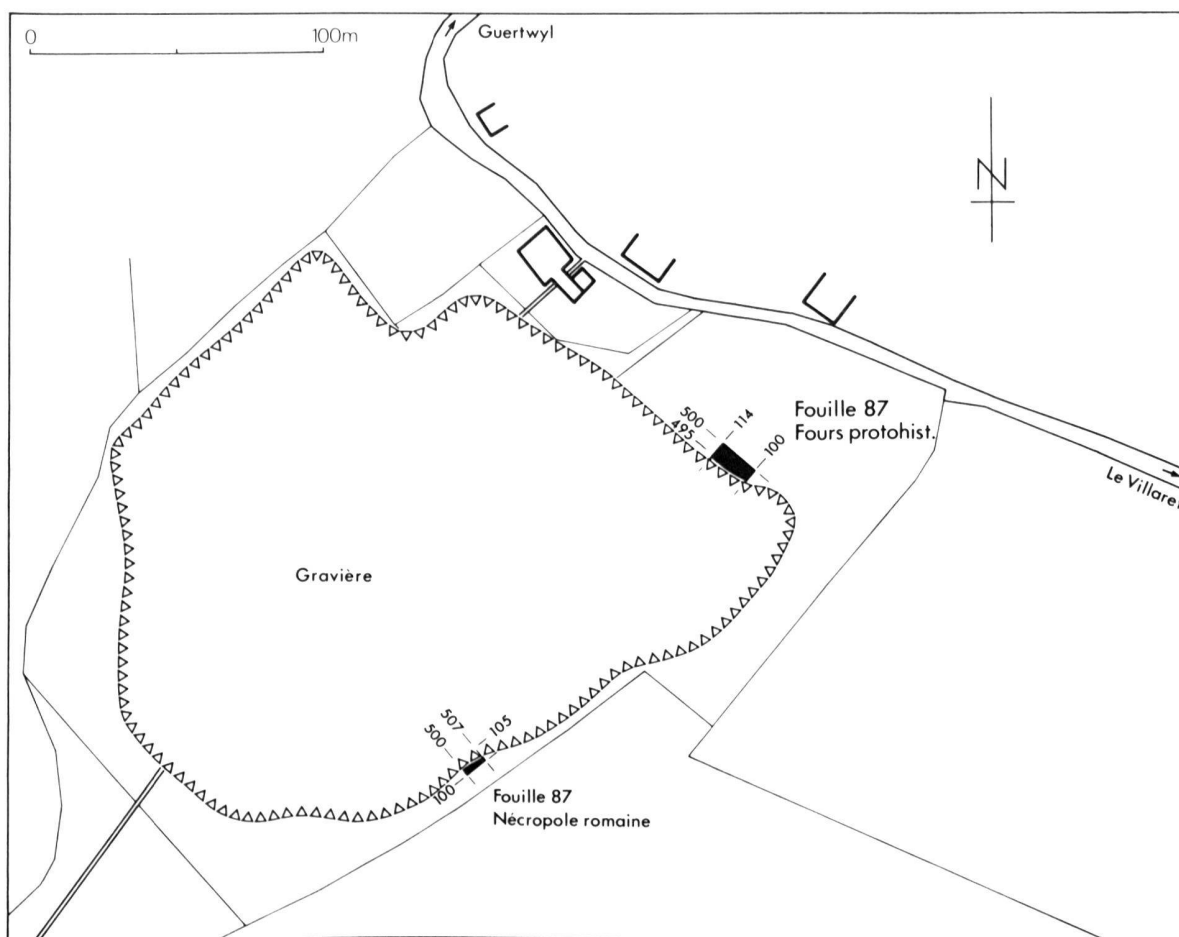 0 100m
Guertwyl
N
500
495
114
100
Fouille 87
Fours protohist.
Le Villaret
Gravière
500
507
105
100
Fouille 87
Nécropole romaine